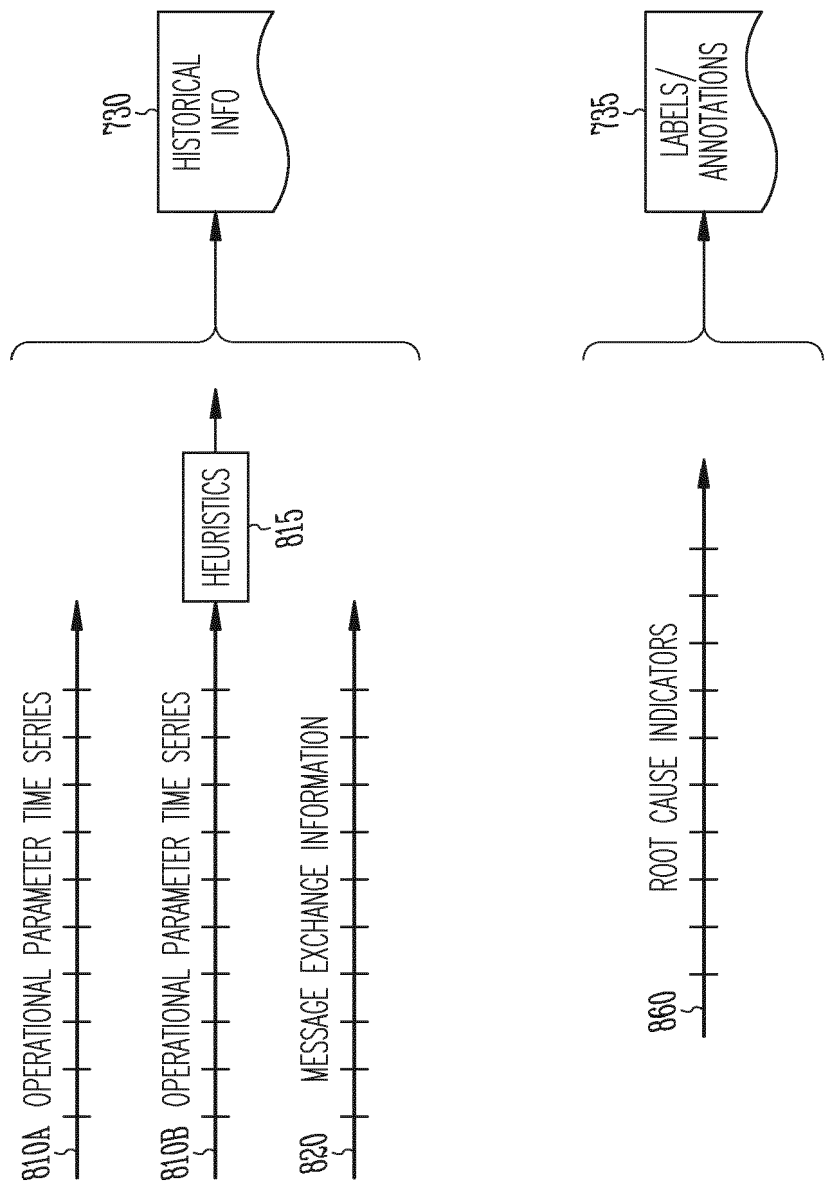 810A OPERATIONAL PARAMETER TIME SERIES
810B OPERATIONAL PARAMETER TIME SERIES
HEURISTICS
815
820 MESSAGE EXCHANGE INFORMATION
730
HISTORICAL
INFO
860
ROOT CAUSE INDICATORS
735
LABELS/
ANNOTATIONS